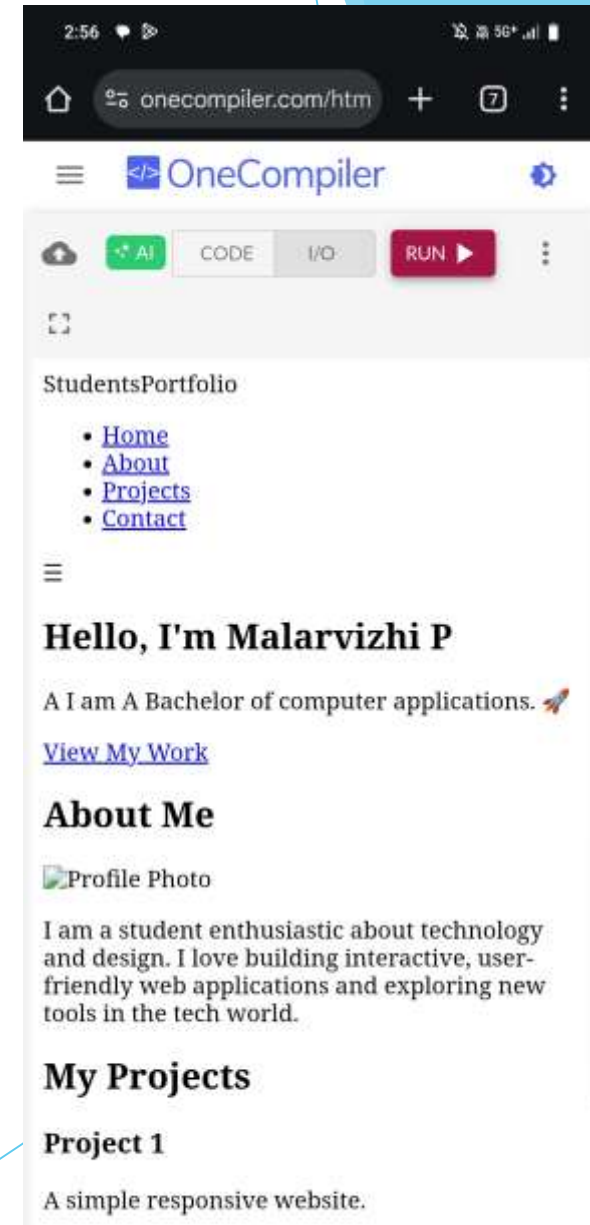 2:56
5G+
onecompiler.com/htm
7
</> OneCompiler
AI
CODE
I/O
RUN
StudentsPortfolio
• Home
• About
• Projects
• Contact
☰
Hello, I'm Malarvizhi P
A I am A Bachelor of computer applications. 🚀
View My Work
About Me
Profile Photo
I am a student enthusiastic about technology
and design. I love building interactive, user-
friendly web applications and exploring new
tools in the tech world.
My Projects
Project 1
A simple responsive website.